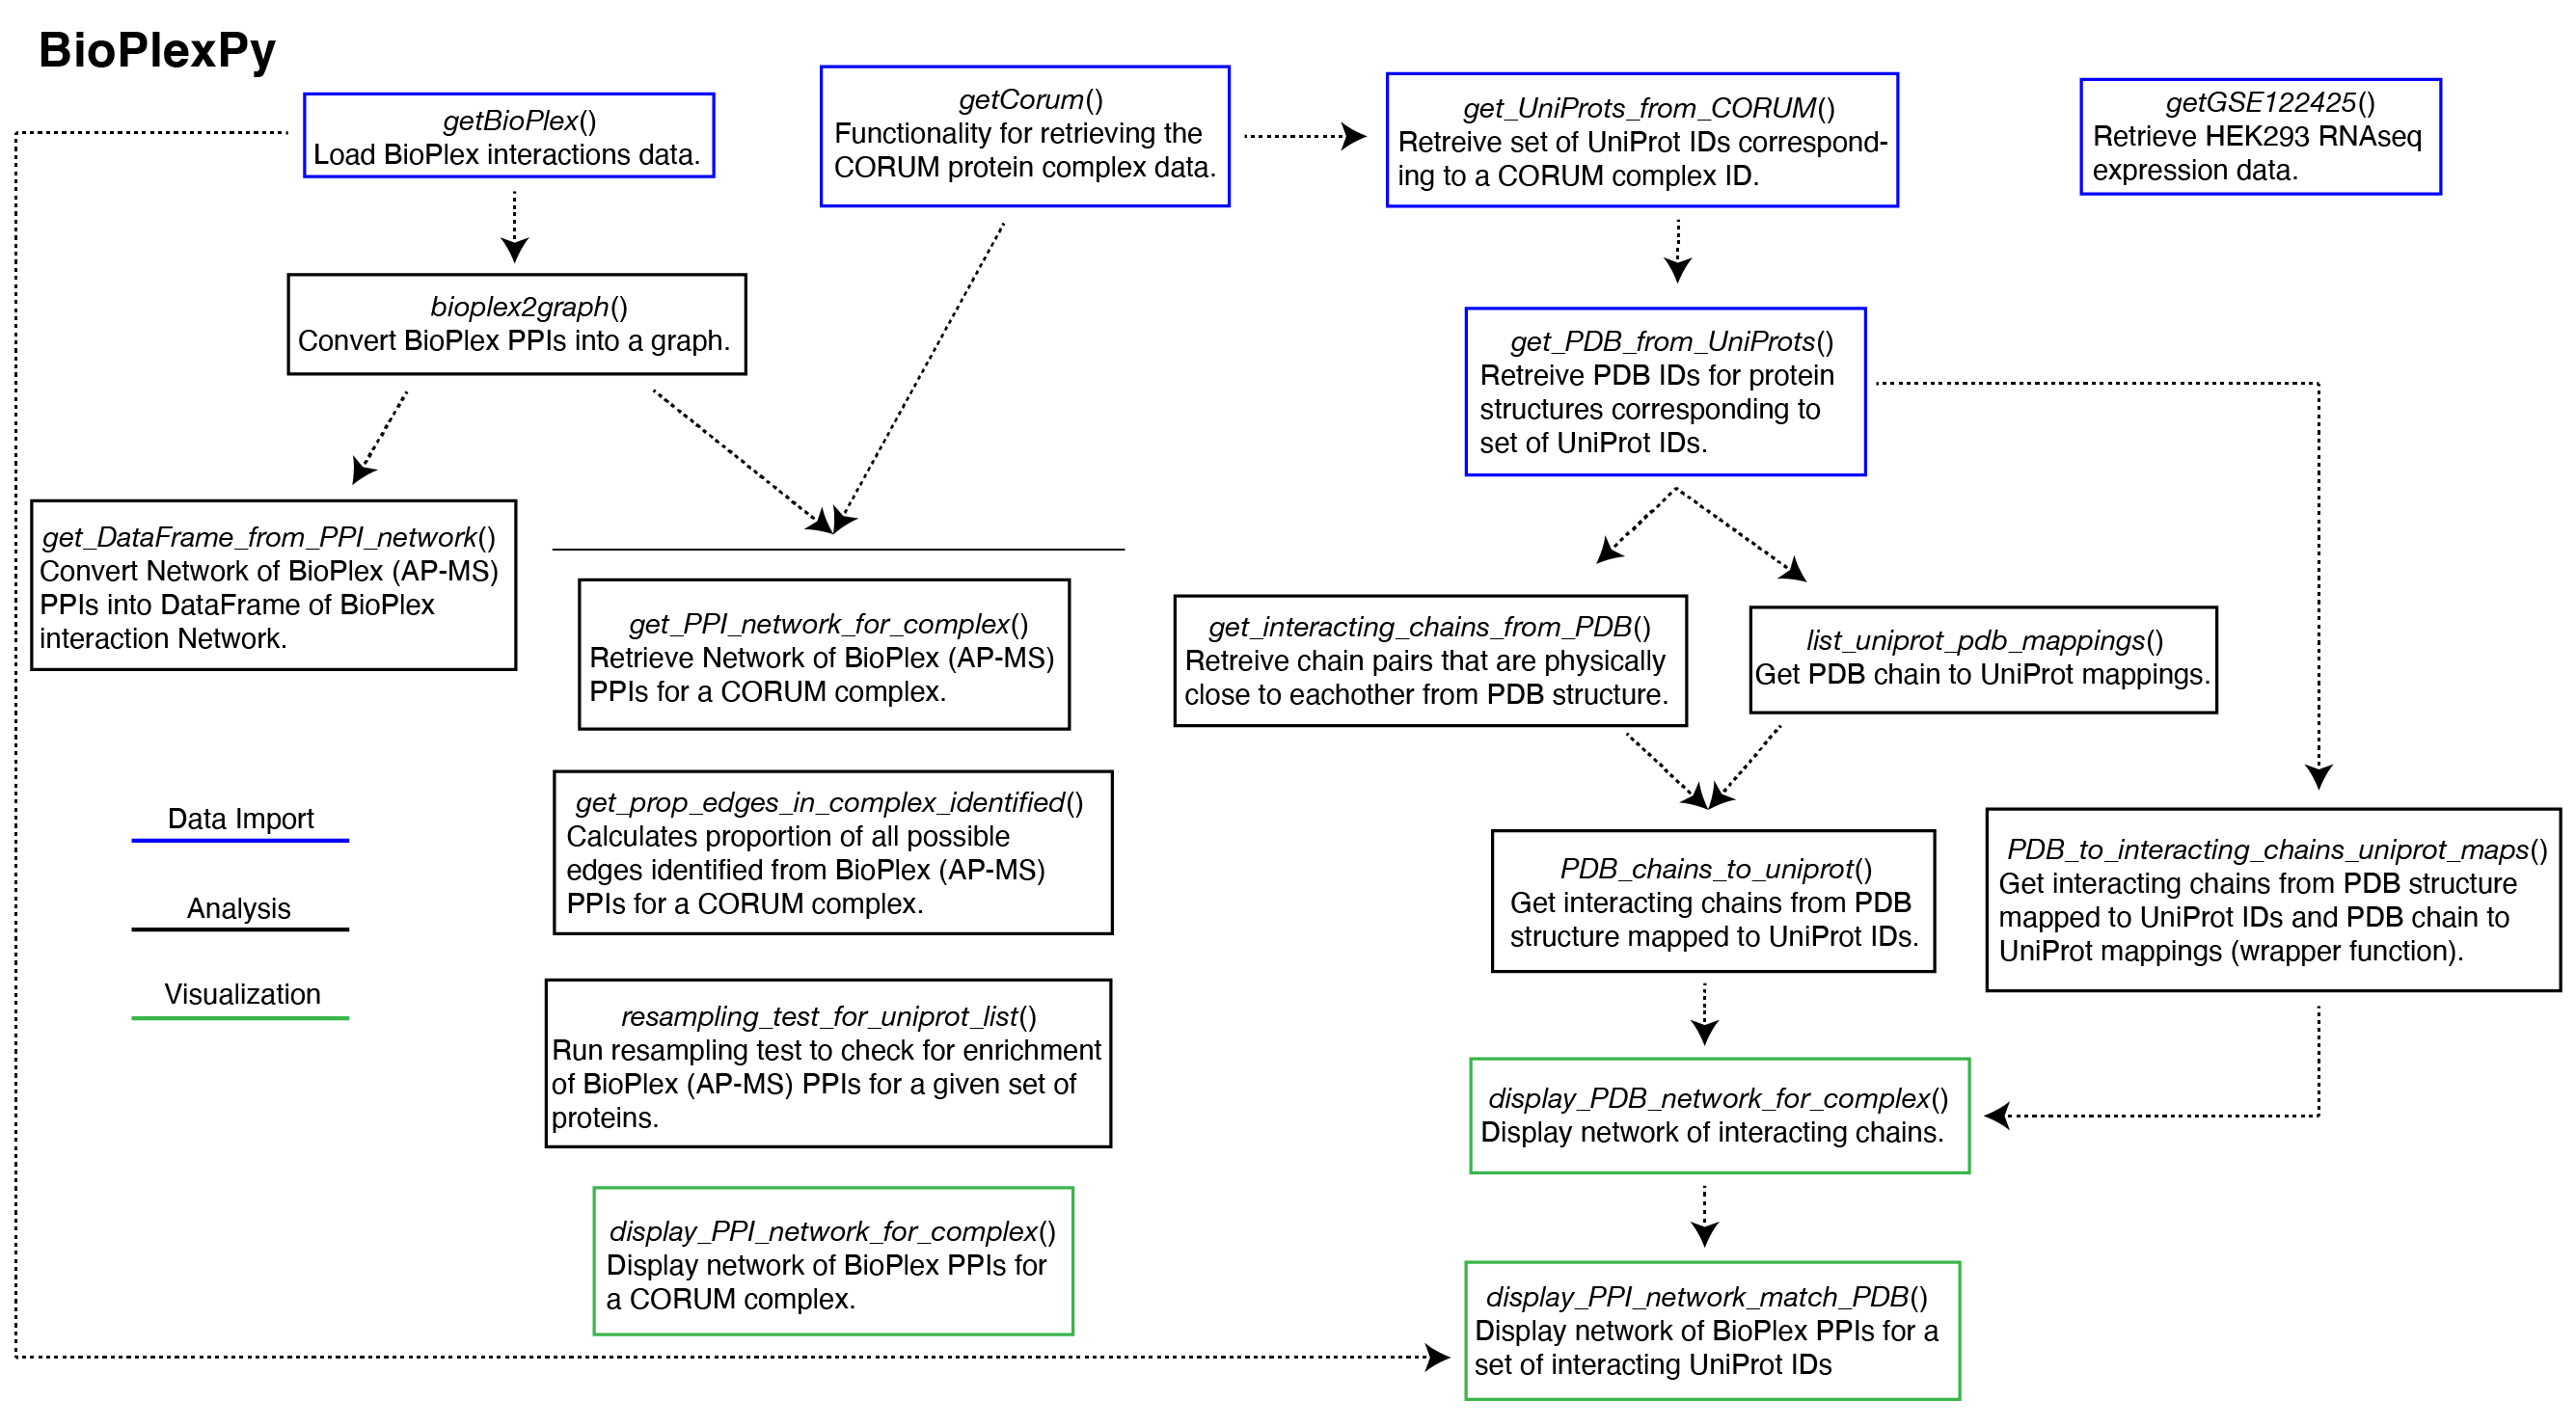 BioPlexPy
getBioPlex()
Load BioPlex interactions data.
getCorum()
Functionality for retrieving the
CORUM protein complex data.
get_UniProts_from_CORUM()
Retreive set of UniProt IDs correspond-
ing to a CORUM complex ID.
getGSE122425()
Retrieve HEK293 RNAseq
expression data.
bioplex2graph()
Convert BioPlex PPIs into a graph.
get_PDB_from_UniProts()
Retreive PDB IDs for protein
structures corresponding to
set of UniProt IDs.
get_DataFrame_from_PPI_network()
Convert Network of BioPlex (AP-MS)
PPIs into DataFrame of BioPlex
interaction Network.
get_PPI_network_for_complex()
Retrieve Network of BioPlex (AP-MS)
PPIs for a CORUM complex.
get_interacting_chains_from_PDB()
Retreive chain pairs that are physically
close to eachother from PDB structure.
list_uniprot_pdb_mappings()
Get PDB chain to UniProt mappings.
Data Import
Analysis
Visualization
get_prop_edges_in_complex_identified()
Calculates proportion of all possible
edges identified from BioPlex (AP-MS)
PPIs for a CORUM complex.
PDB_chains_to_uniprot()
Get interacting chains from PDB
structure mapped to UniProt IDs.
PDB_to_interacting_chains_uniprot_maps()
Get interacting chains from PDB structure
mapped to UniProt IDs and PDB chain to
UniProt mappings (wrapper function).
resampling_test_for_uniprot_list()
Run resampling test to check for enrichment
of BioPlex (AP-MS) PPIs for a given set of
proteins.
display_PDB_network_for_complex()
Display network of interacting chains.
display_PPI_network_for_complex()
Display network of BioPlex PPIs for
a CORUM complex.
display_PPI_network_match_PDB()
Display network of BioPlex PPIs for a
set of interacting UniProt IDs